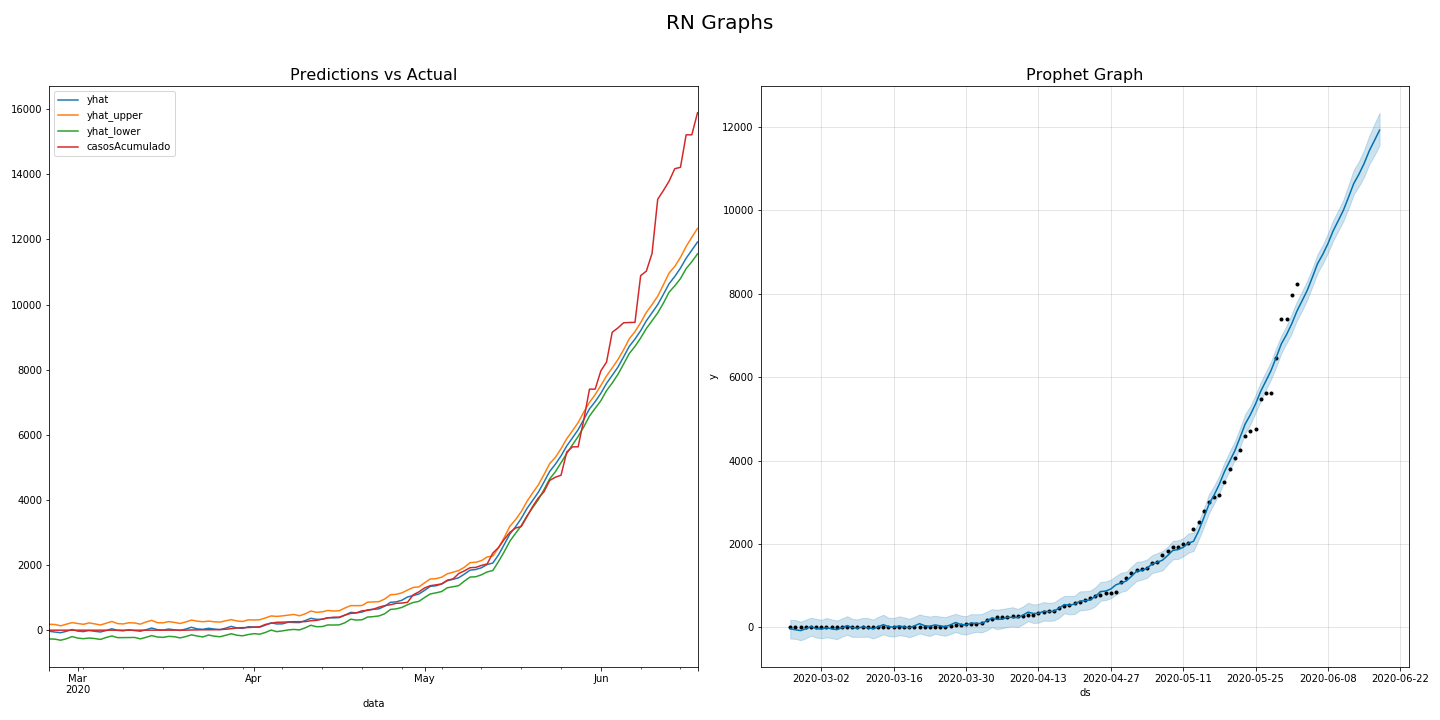 RN Graphs
Predictions vs Actual
yhat
yhat_upper
yhat_lower
casosAcumulado
16000
14000
12000
10000
8000
6000
4000
2000
0
Mar
2020
Apr
May
Jun
data
Prophet Graph
12000
10000
8000
6000
4000
2000
0
y
2020-03-02
2020-03-16
2020-03-30
2020-04-13
2020-04-27
2020-05-11
2020-05-25
2020-06-08
2020-06-22
ds